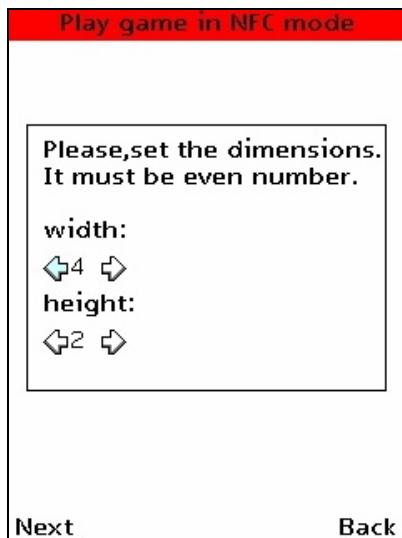 Play game in NFC mode
Please,set the dimensions.
It must be even number.
width:
4
height:
2
Next Back